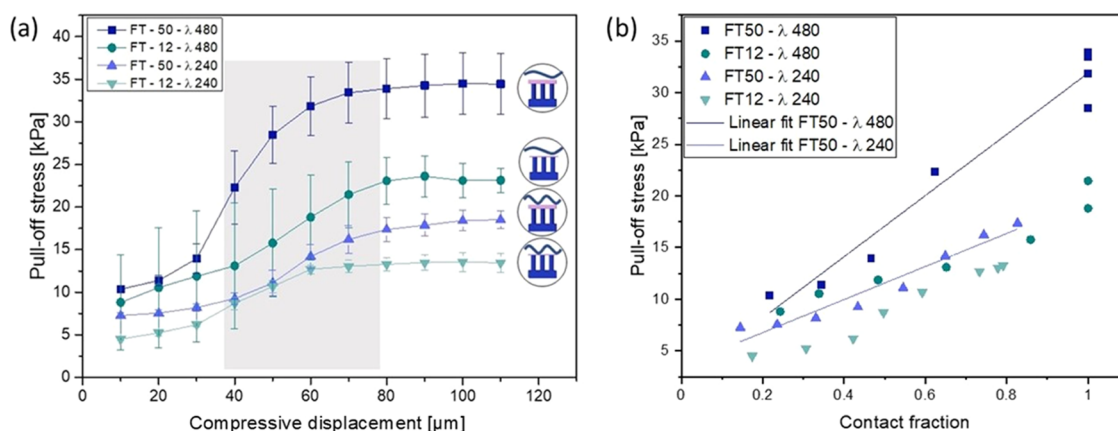 (a)
Pull-off stress [kPa]
40
35
30
25
20
15
10
5
0
FT - 50 - λ 480
FT - 12 - λ 480
FT - 50 - λ 240
FT - 12 - λ 240
0 20 40 60 80 100 120
Compressive displacement [μm]
(b)
Pull-off stress [kPa]
35
30
25
20
15
10
5
FT50 - λ 480
FT12 - λ 480
FT50 - λ 240
FT12 - λ 240
Linear fit FT50 - λ 480
Linear fit FT50 - λ 240
0 0.2 0.4 0.6 0.8 1
Contact fraction